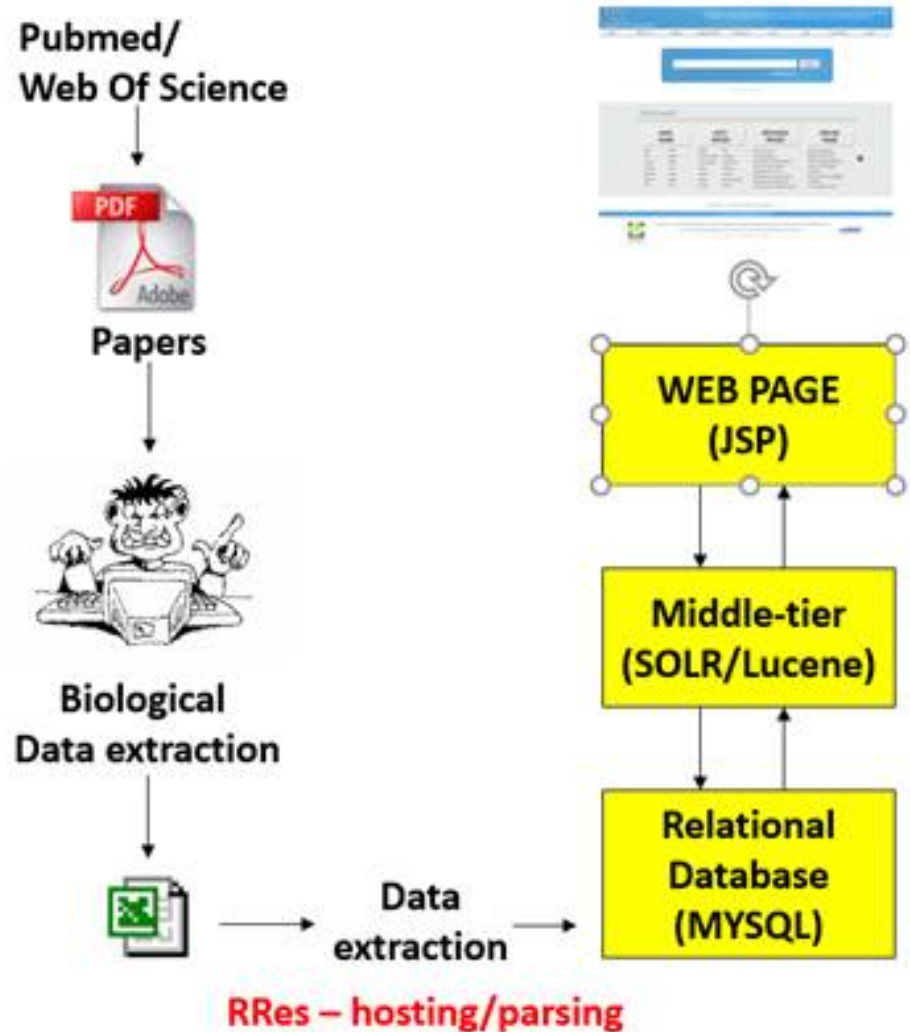 Pubmed/
Web Of Science
PDF
Adobe
Papers
Biological
Data extraction
Data
extraction
RRes – hosting/parsing
WEB PAGE
(JSP)
Middle-tier
(SOLR/Lucene)
Relational
Database
(MYSQL)